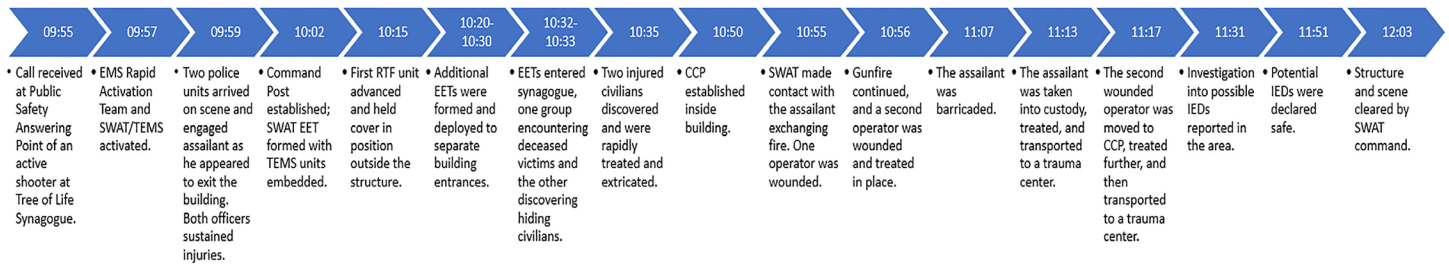 09:55
09:57
09:59
10:02
10:15
10:20-
10:30
10:32-
10:33
10:35
10:50
10:55
10:56
11:07
11:13
11:17
11:31
11:51
12:03
• Call received
at Public
Safety
Answering
Point of an
active
shooter at
Tree of Life
Synagogue.
• EMS Rapid
Activation
Team and
SWAT/TEMS
activated.
• Two police
units arrived
on scene and
engaged
assailant as
he appeared
to exit the
building.
Both officers
sustained
injuries.
• Command
Post
established;
SWAT EET
formed with
TEMS units
embedded.
• First RTF unit
advanced
and held
cover in
position
outside the
structure.
• Additional
EETs were
formed and
deployed to
separate
building
entrances.
• EETs entered
synagogue,
one group
encountering
deceased
victims and
the other
discovering
hiding
civilians.
• Two injured
civilians
discovered
and were
rapidly
treated and
extricated.
• CCP
established
inside
building.
• SWAT made
contact with
the assailant
exchanging
fire. One
operator was
wounded.
• Gunfire
continued,
and a second
operator was
wounded
and treated
in place.
• The assailant
was
barricaded.
• The assailant
was taken
into custody,
treated, and
transported
to a trauma
center.
• The second
wounded
operator was
moved to
CCP, treated
further, and
then
transported
to a trauma
center.
• Investigation
into possible
IEDs
reported in
the area.
• Potential
IEDs were
declared
safe.
• Structure
and scene
cleared by
SWAT
command.